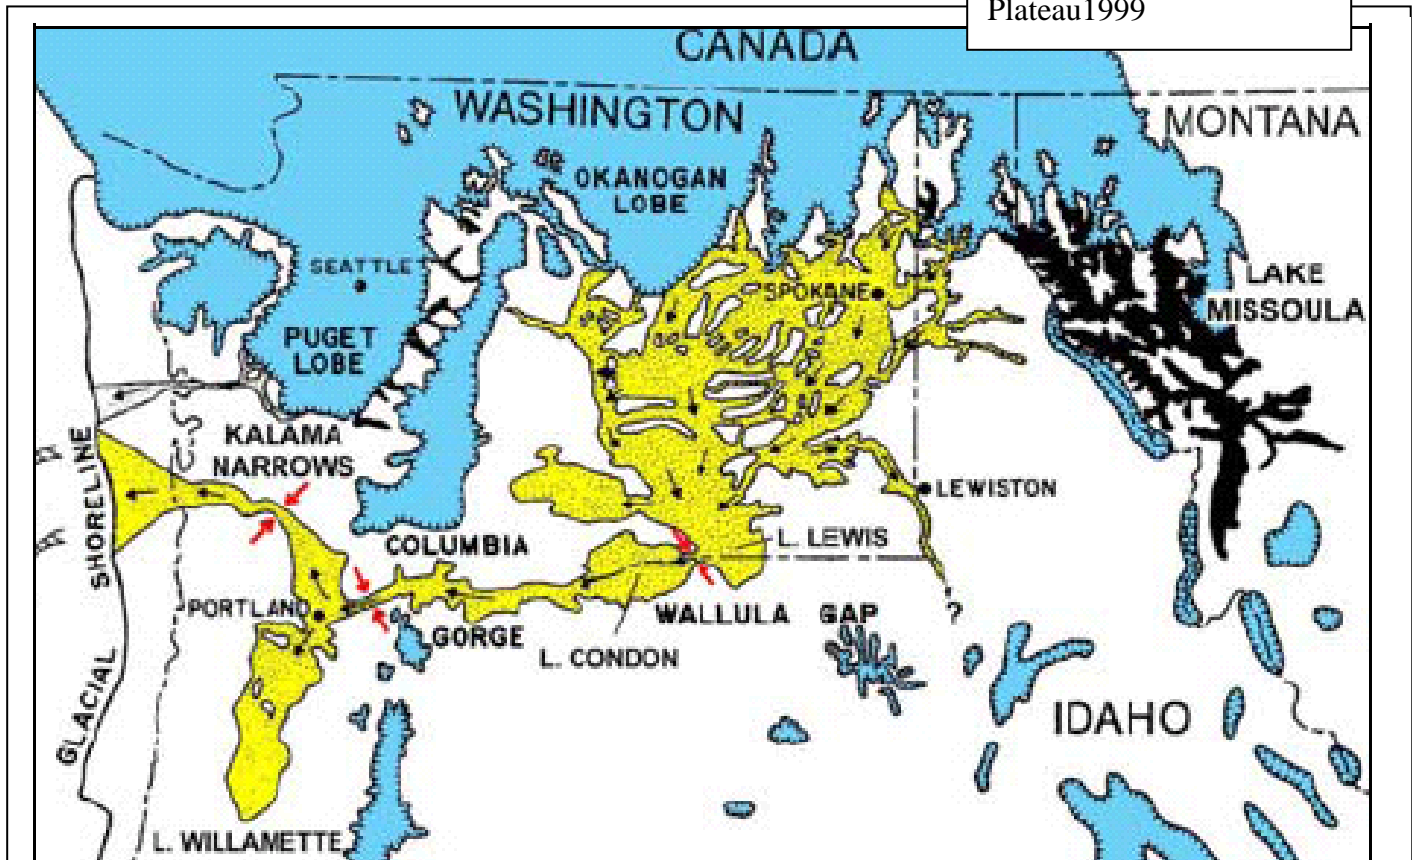 Plateau1999
CANADA
WASHINGTON
MONTANA
OKANOGAN
LOBE
SEATTLE
SPOKANE
LAKE
MISSOULA
PUGET
LOBE
KALAMA
NARROWS
LEWISTON
SHORELINE
GLACIAL
COLUMBIA
L. LEWIS
PORTLAND
WALLULA GAP
?
GORGE
L. CONDON
IDAHO
L. WILLAMETTE